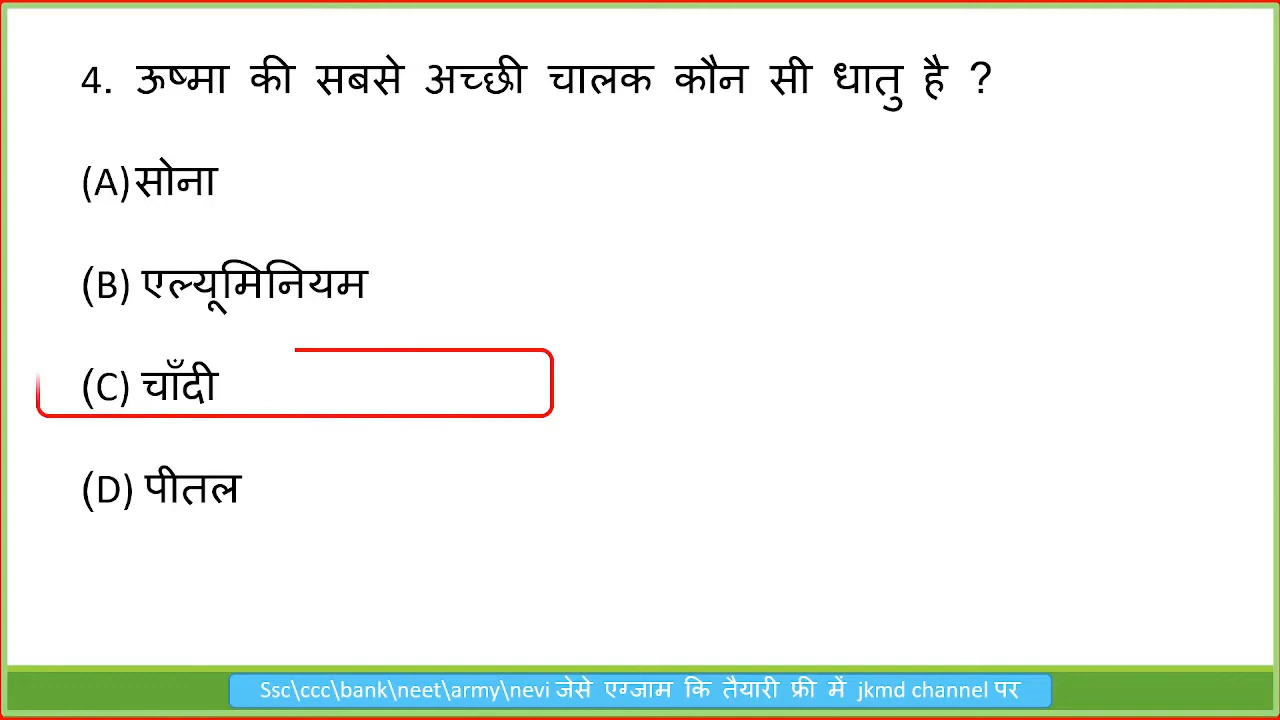 4. ऊष्मा की सबसे अच्छी चालक कौन सी धातु है ?
(A)सोना
(B) एल्यूमिनियम
(C) चाँदी
(D) पीतल
Ssc\ccc\bank\neet\army\nevi जेसे एग्जाम कि तैयारी फ्री में jkmd channel पर